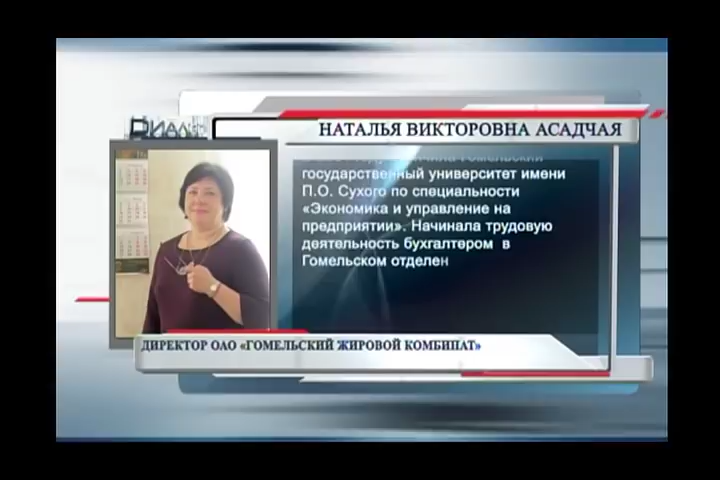 НАТАЛЬЯ ВИКТОРОВНА АСАДЧАЯ
государственный университет имени
П.О. Сухого по специальности
«Экономика и управление на
предприятии». Начинала трудовую
деятельность бухгалтером в
Гомельском отделен
ДИРЕКТОР ОАО «ГОМЕЛЬСКИЙ ЖИРОВОЙ КОМБИНАТ»